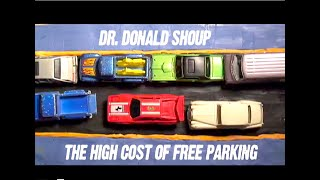 DR. DONALD SHOUP
THE HIGH COST OF FREE PARKING